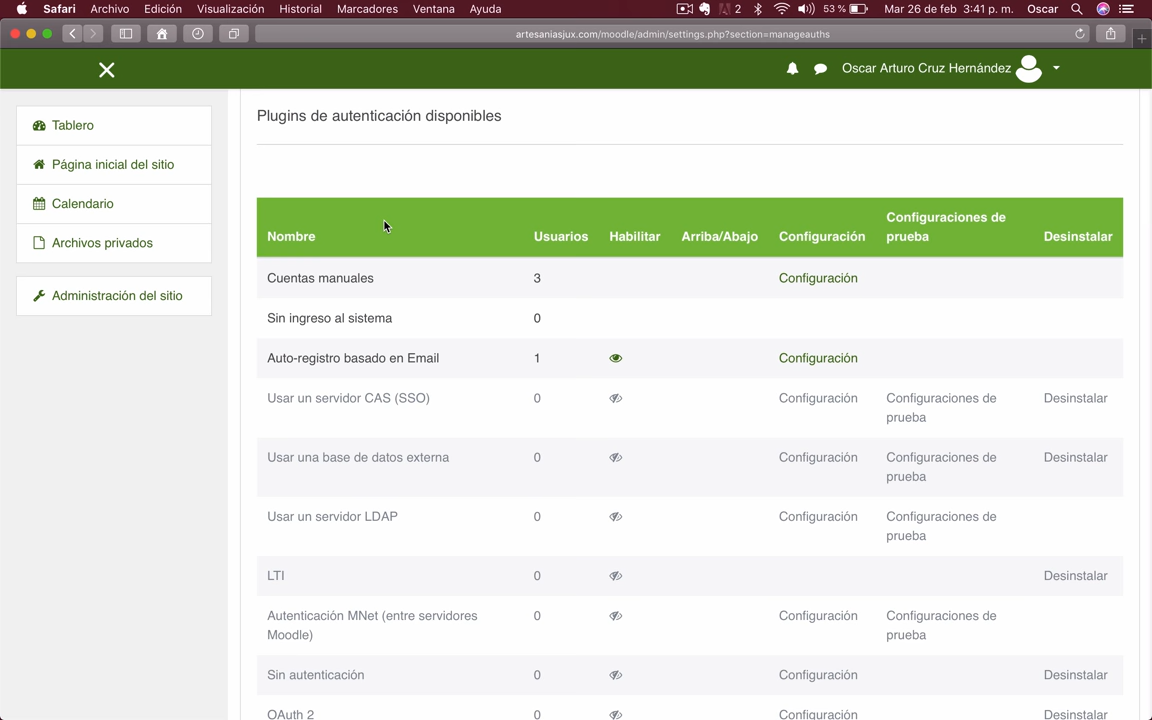 Safari Archivo Edición Visualización Historial Marcadores Ventana Ayuda 2 53 % Mar 26 de feb 3:41 p. m. Oscar
artesaniasjux.com/moodle/admin/settings.php?section=manageauths
Oscar Arturo Cruz Hernández
Tablero
Página inicial del sitio
Calendario
Archivos privados
Administración del sitio
Plugins de autenticación disponibles
Nombre Usuarios Habilitar Arriba/Abajo Configuración Configuraciones de prueba Desinstalar
Cuentas manuales 3 Configuración
Sin ingreso al sistema 0
Auto-registro basado en Email 1 Configuración
Usar un servidor CAS (SSO) 0 Configuración Configuraciones de prueba Desinstalar
Usar una base de datos externa 0 Configuración Configuraciones de prueba Desinstalar
Usar un servidor LDAP 0 Configuración Configuraciones de prueba
LTI 0 Desinstalar
Autenticación MNet (entre servidores Moodle) 0 Configuración Configuraciones de prueba
Sin autenticación 0 Configuración Desinstalar
OAuth 2 0 Configuración Desinstalar